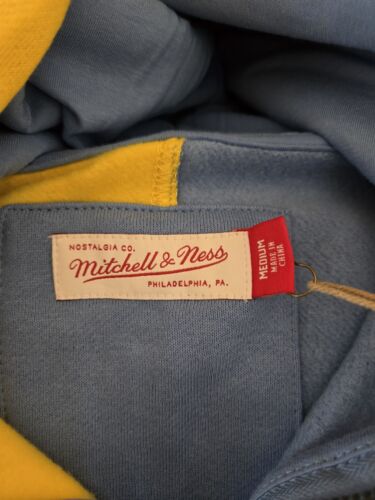 NOSTALGIA CO.
Mitchell & Ness
PHILADELPHIA, PA.
MEDIUM
MADE IN
CHINA